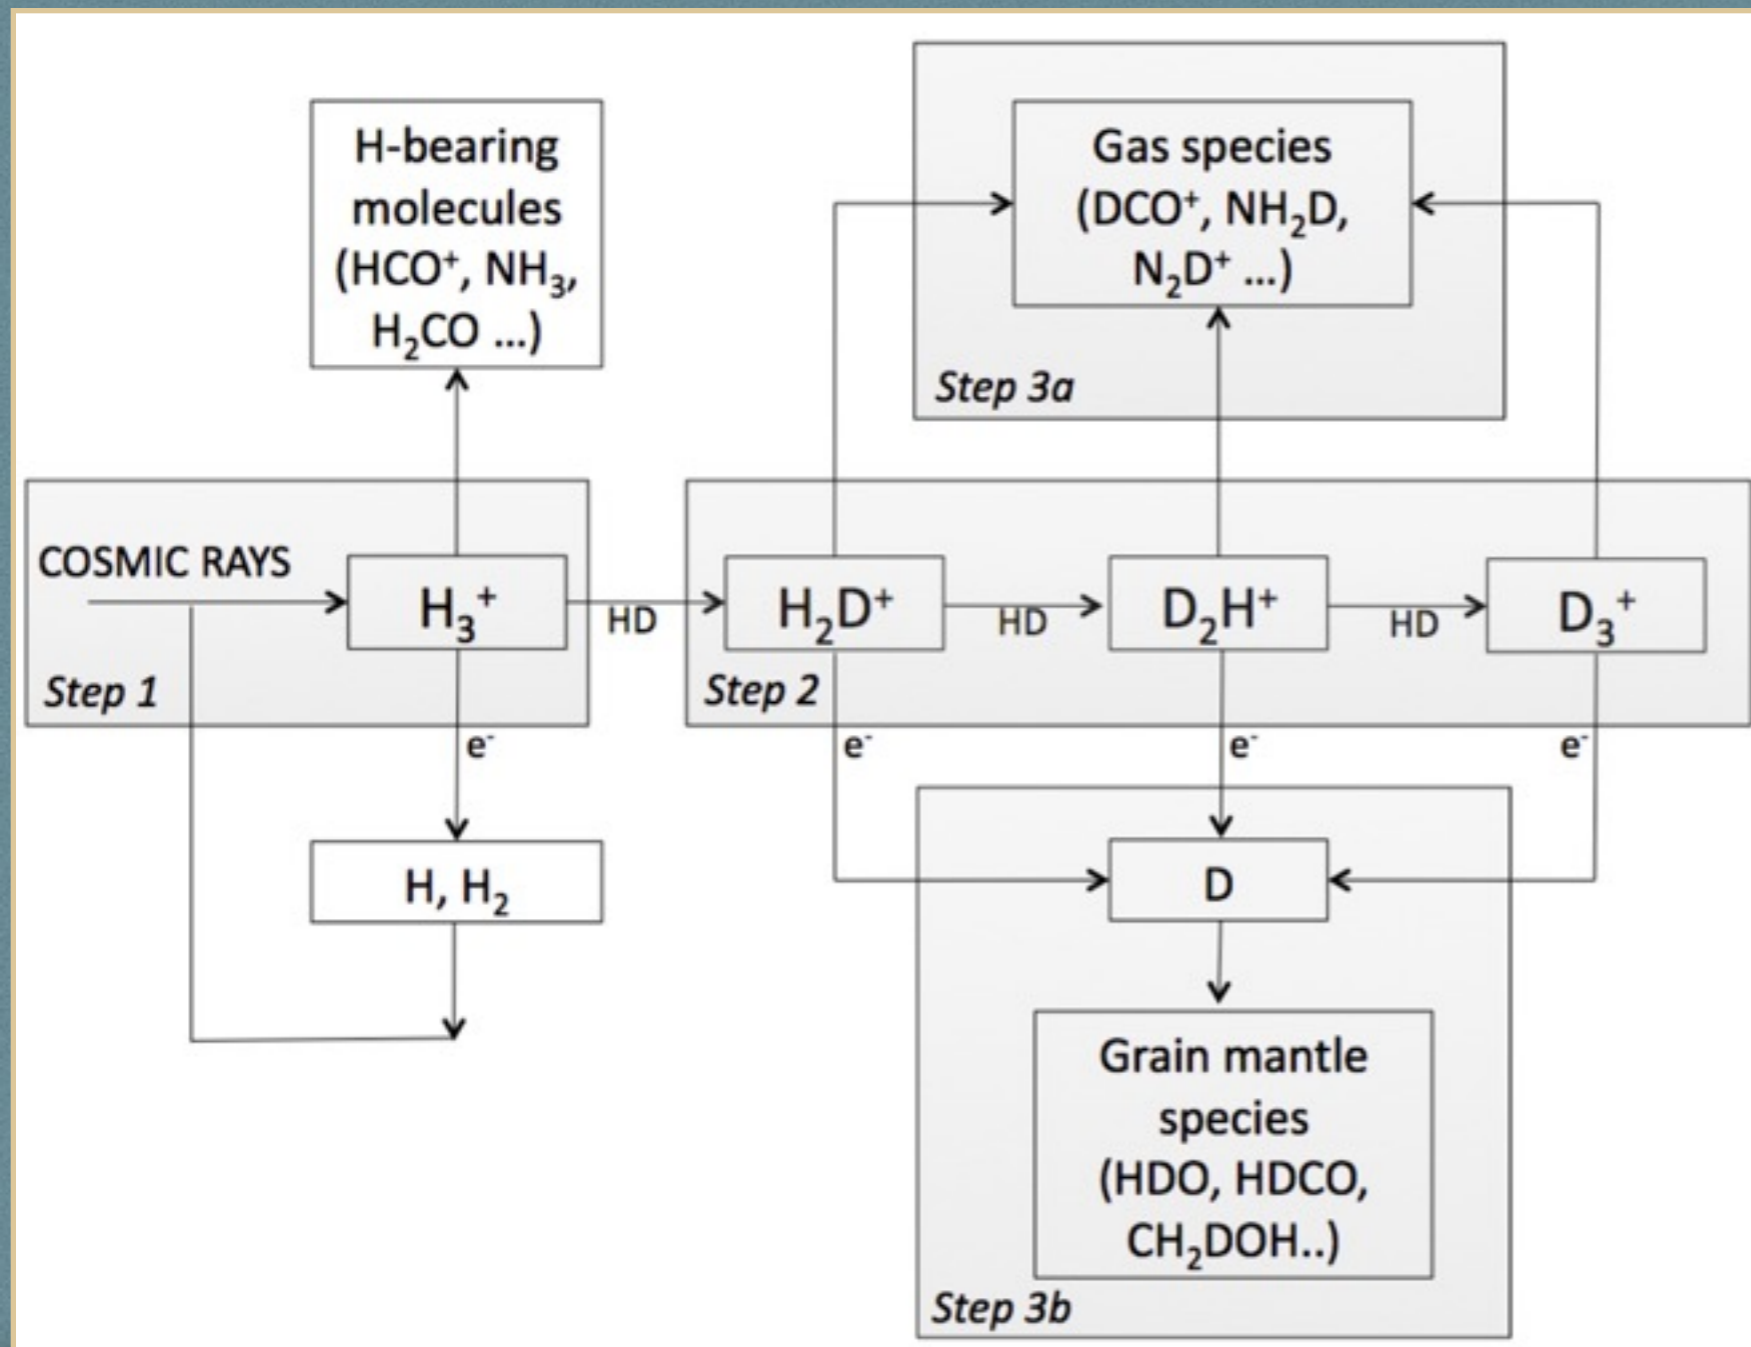 H-bearing
molecules
(HCO⁺, NH₃,
H₂CO ...)
Gas species
(DCO⁺, NH₂D,
N₂D⁺ ...)
Step 3a
COSMIC RAYS
H₃⁺
HD
H₂D⁺
HD
D₂H⁺
HD
D₃⁺
Step 1
Step 2
e⁻
e⁻
e⁻
e⁻
H, H₂
D
Grain mantle
species
(HDO, HDCO,
CH₂DOH..)
Step 3b